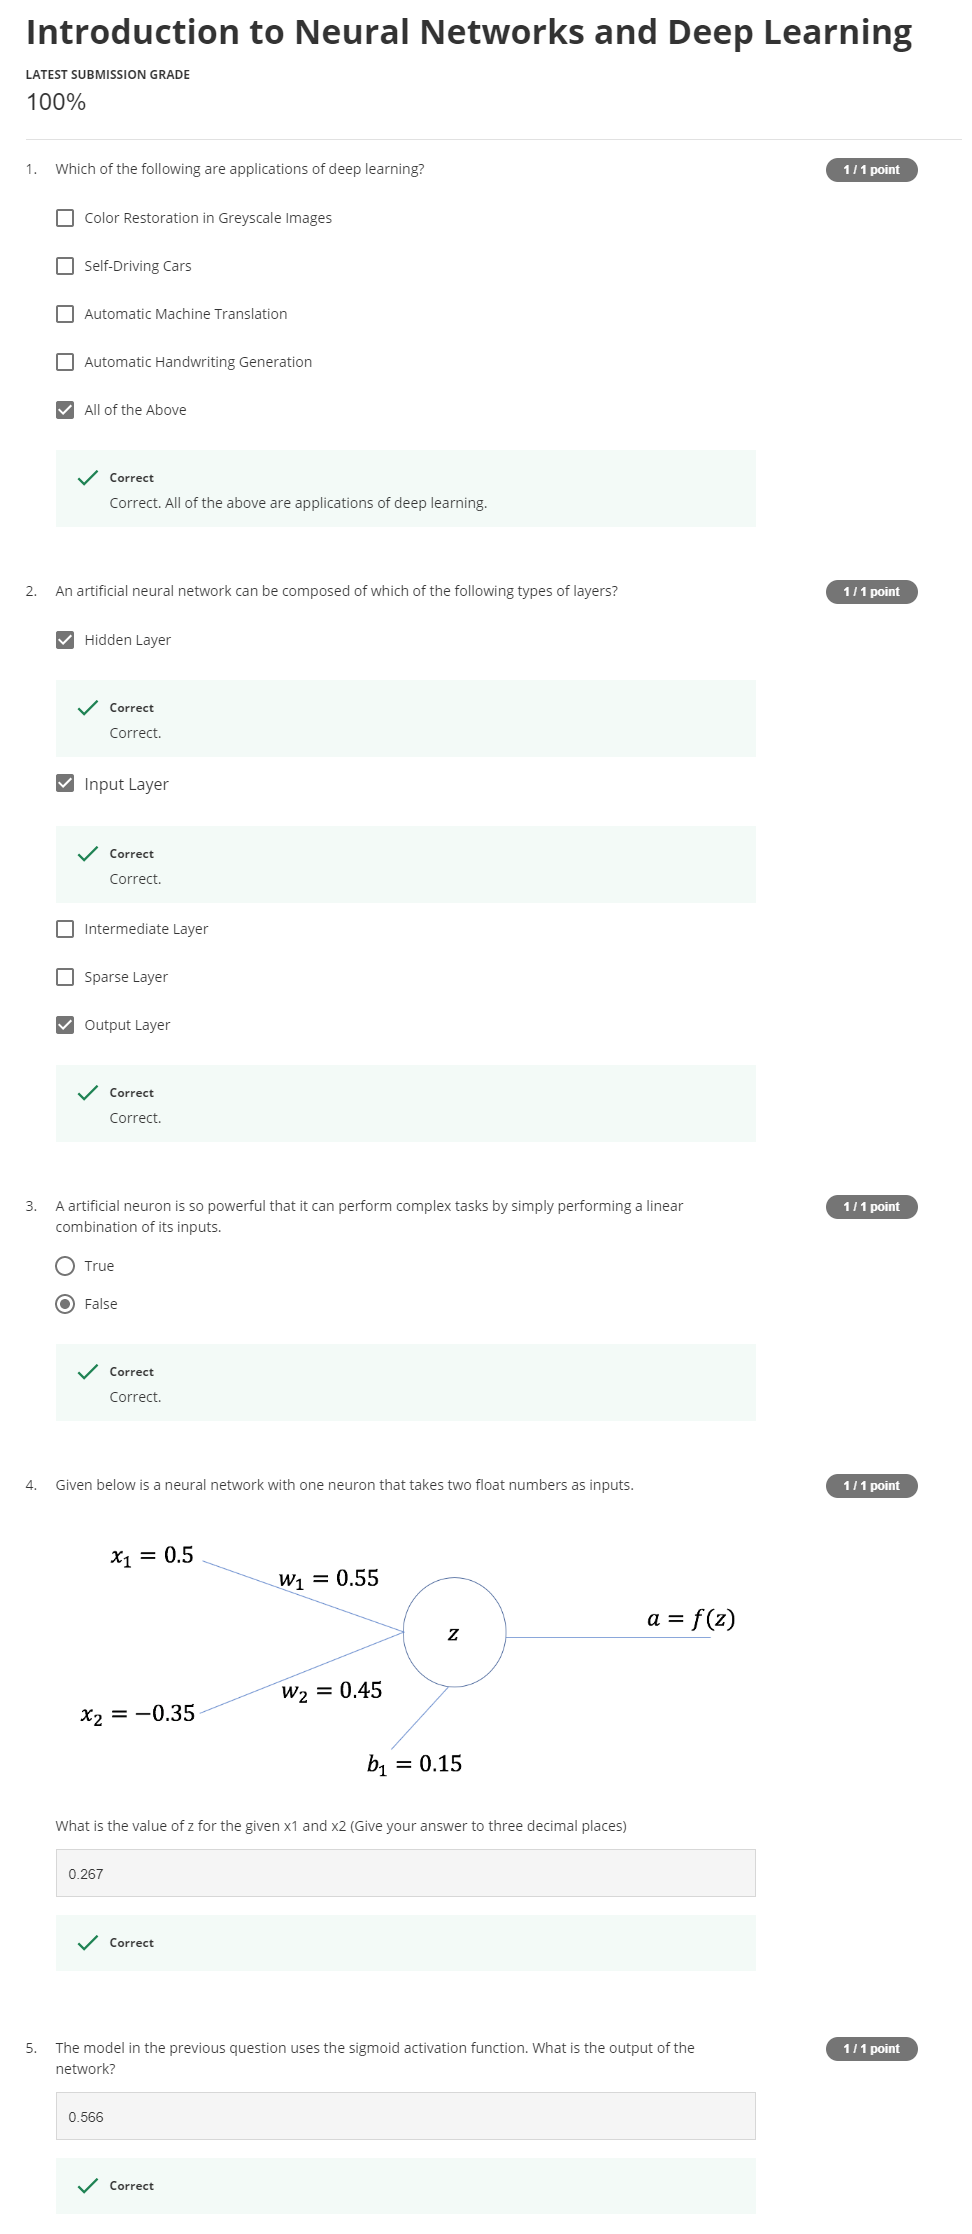 Introduction to Neural Networks and Deep Learning
LATEST SUBMISSION GRADE
100%
1. Which of the following are applications of deep learning?
1 / 1 point
Color Restoration in Greyscale Images
Self-Driving Cars
Automatic Machine Translation
Automatic Handwriting Generation
All of the Above
Correct
Correct. All of the above are applications of deep learning.
2. An artificial neural network can be composed of which of the following types of layers?
1 / 1 point
Hidden Layer
Correct
Correct.
Input Layer
Correct
Correct.
Intermediate Layer
Sparse Layer
Output Layer
Correct
Correct.
3. A artificial neuron is so powerful that it can perform complex tasks by simply performing a linear
combination of its inputs.
1 / 1 point
True
False
Correct
Correct.
4. Given below is a neural network with one neuron that takes two float numbers as inputs.
1 / 1 point
x₁ = 0.5
w₁ = 0.55
a = f(z)
z
w₂ = 0.45
x₂ = −0.35
b₁ = 0.15
What is the value of z for the given x1 and x2 (Give your answer to three decimal places)
0.267
Correct
5. The model in the previous question uses the sigmoid activation function. What is the output of the
network?
1 / 1 point
0.566
Correct